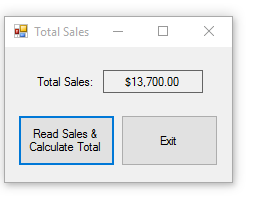 Total Sales
Total Sales: $13,700.00
Read Sales &
Calculate Total
Exit